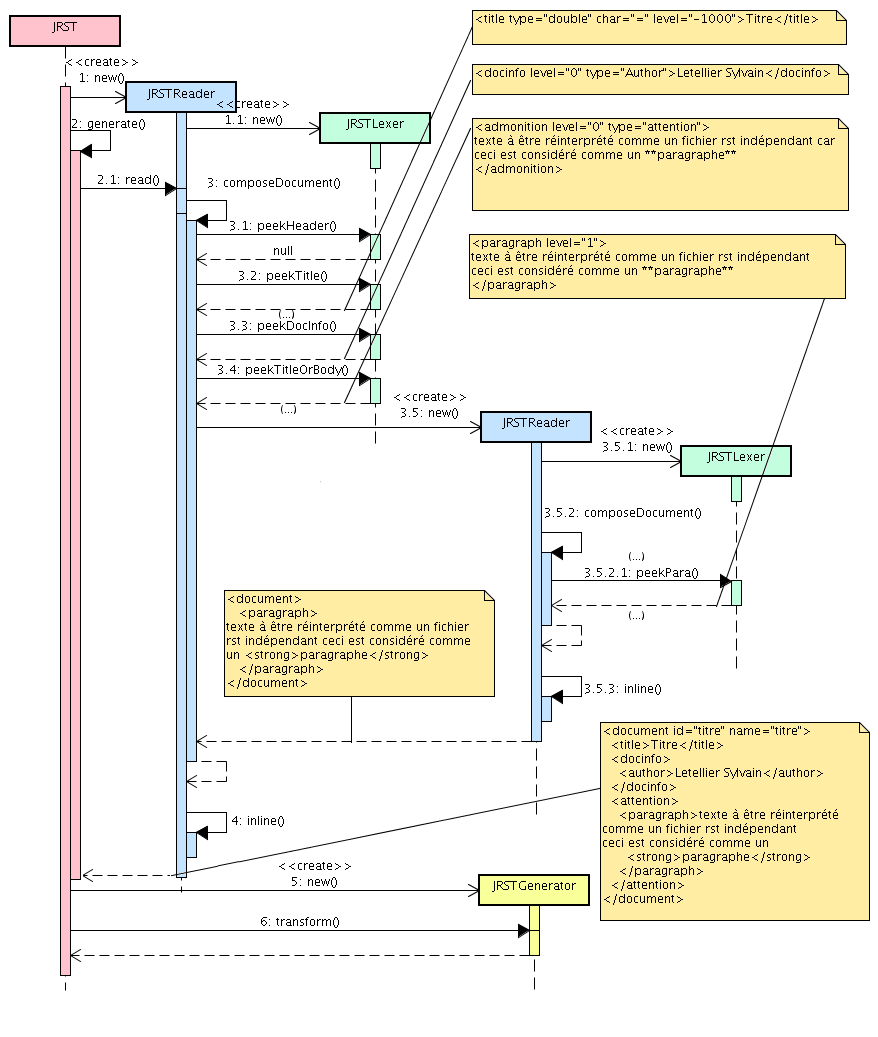 <title type="double" char="=" level="-1000">Titre</title>
JRST
<<create>>
1: new()
<docinfo level="0" type="Author">Letellier Sylvain</docinfo>
JRSTReader
<<create>>
1.1: new()
2: generate()
JRSTLexer
<admonition level="0" type="attention">
texte à être réinterprété comme un fichier rst indépendant car
ceci est considéré comme un **paragraphe**
</admonition>
2.1: read()
3: composeDocument()
3.1: peekHeader()
null
<paragraph level="1">
texte à être réinterprété comme un fichier rst indépendant
ceci est considéré comme un **paragraphe**
</paragraph>
3.2: peekTitle()
(...)
3.3: peekDocInfo()
3.4: peekTitleOrBody()
(...)
<<create>>
3.5: new()
JRSTReader
<<create>>
3.5.1: new()
JRSTLexer
3.5.2: composeDocument()
(...)
3.5.2.1: peekPara()
(...)
<document>
<paragraph>
texte à être réinterprété comme un fichier
rst indépendant ceci est considéré comme
un <strong>paragraphe</strong>
</paragraph>
</document>
3.5.3: inline()
<document id="titre" name="titre">
<title>Titre</title>
<docinfo>
<author>Letellier Sylvain</author>
</docinfo>
<attention>
<paragraph>texte à être réinterprété
comme un fichier rst indépendant
ceci est considéré comme un
<strong>paragraphe</strong>
</paragraph>
</attention>
</document>
4: inline()
<<create>>
5: new()
JRSTGenerator
6: transform()